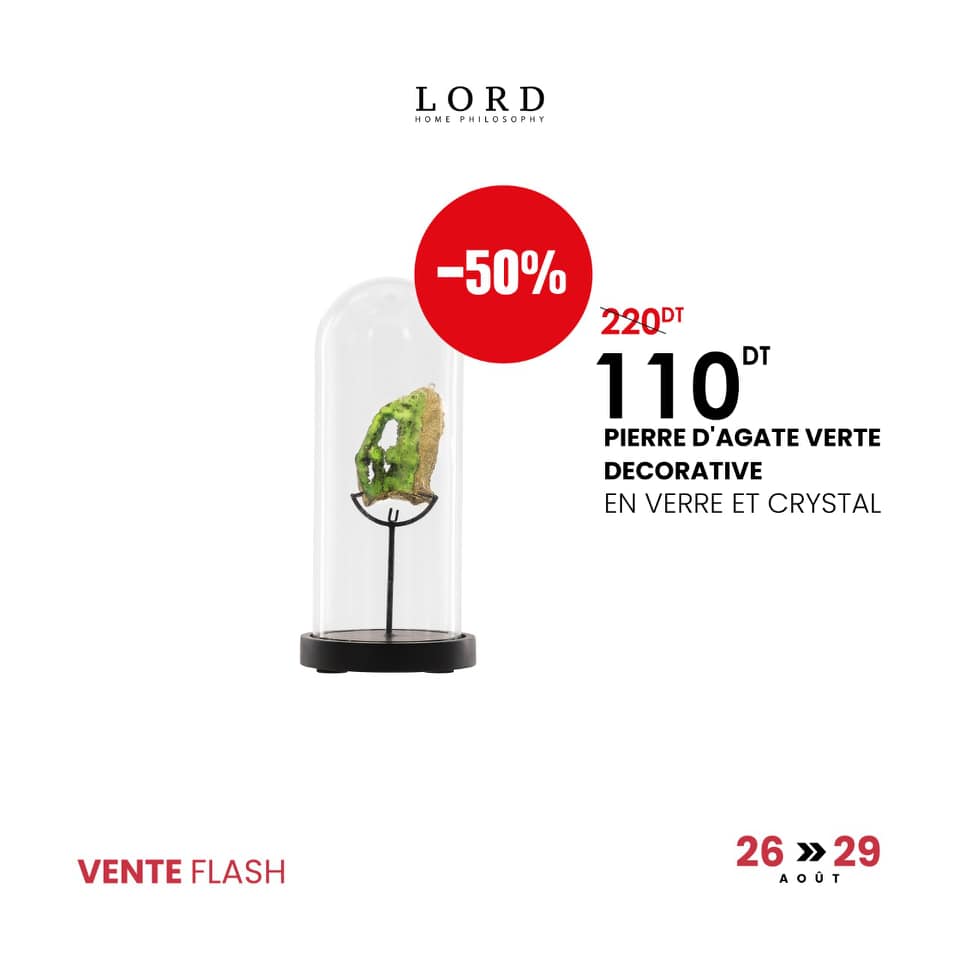 LORD
HOME PHILOSOPHY
-50%
220DT
110DT
PIERRE D'AGATE VERTE
DECORATIVE
EN VERRE ET CRYSTAL
VENTE FLASH
26 » 29
AOÛT